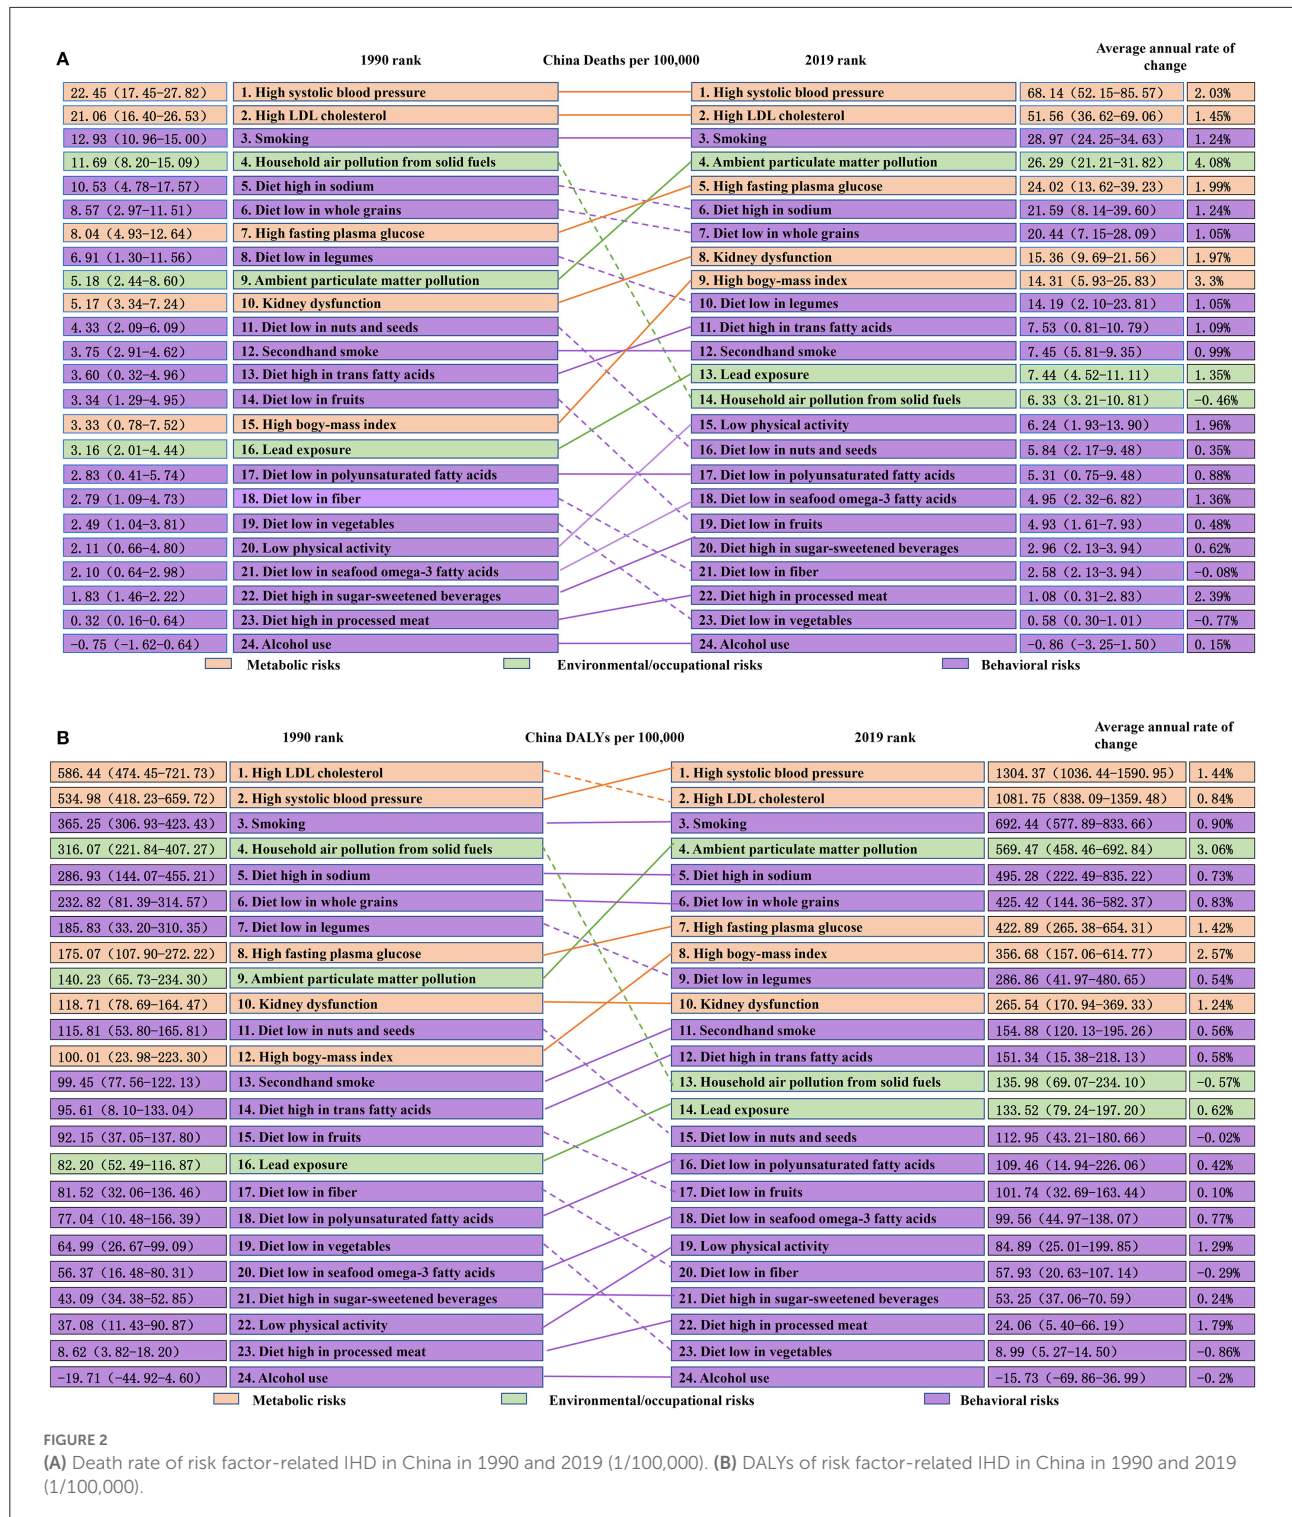 A
1990 rank China Deaths per 100,000 2019 rank Average annual rate of
change
22.45 (17.45–27.82) 1. High systolic blood pressure 1. High systolic blood pressure 68.14 (52.15–85.57) 2.03%
21.06 (16.40–26.53) 2. High LDL cholesterol 2. High LDL cholesterol 51.56 (36.62–69.06) 1.45%
12.93 (10.96–15.00) 3. Smoking 3. Smoking 28.97 (24.25–34.63) 1.24%
11.69 (8.20–15.09) 4. Household air pollution from solid fuels 4. Ambient particulate matter pollution 26.29 (21.21–31.82) 4.08%
10.53 (4.78–17.57) 5. Diet high in sodium 5. High fasting plasma glucose 24.02 (13.62–39.23) 1.99%
8.57 (2.97–11.51) 6. Diet low in whole grains 6. Diet high in sodium 21.59 (8.14–39.60) 1.24%
8.04 (4.93–12.64) 7. High fasting plasma glucose 7. Diet low in whole grains 20.44 (7.15–28.09) 1.05%
6.91 (1.30–11.56) 8. Diet low in legumes 8. Kidney dysfunction 15.36 (9.69–21.56) 1.97%
5.18 (2.44–8.60) 9. Ambient particulate matter pollution 9. High bogy-mass index 14.31 (5.93–25.83) 3.3%
5.17 (3.34–7.24) 10. Kidney dysfunction 10. Diet low in legumes 14.19 (2.10–23.81) 1.05%
4.33 (2.09–6.09) 11. Diet low in nuts and seeds 11. Diet high in trans fatty acids 7.53 (0.81–10.79) 1.09%
3.75 (2.91–4.62) 12. Secondhand smoke 12. Secondhand smoke 7.45 (5.81–9.35) 0.99%
3.60 (0.32–4.96) 13. Diet high in trans fatty acids 13. Lead exposure 7.44 (4.52–11.11) 1.35%
3.34 (1.29–4.95) 14. Diet low in fruits 14. Household air pollution from solid fuels 6.33 (3.21–10.81) −0.46%
3.33 (0.78–7.52) 15. High bogy-mass index 15. Low physical activity 6.24 (1.93–13.90) 1.96%
3.16 (2.01–4.44) 16. Lead exposure 16. Diet low in nuts and seeds 5.84 (2.17–9.48) 0.35%
2.83 (0.41–5.74) 17. Diet low in polyunsaturated fatty acids 17. Diet low in polyunsaturated fatty acids 5.31 (0.75–9.48) 0.88%
2.79 (1.09–4.73) 18. Diet low in fiber 18. Diet low in seafood omega-3 fatty acids 4.95 (2.32–6.82) 1.36%
2.49 (1.04–3.81) 19. Diet low in vegetables 19. Diet low in fruits 4.93 (1.61–7.93) 0.48%
2.11 (0.66–4.80) 20. Low physical activity 20. Diet high in sugar-sweetened beverages 2.96 (2.13–3.94) 0.62%
2.10 (0.64–2.98) 21. Diet low in seafood omega-3 fatty acids 21. Diet low in fiber 2.58 (2.13–3.94) −0.08%
1.83 (1.46–2.22) 22. Diet high in sugar-sweetened beverages 22. Diet high in processed meat 1.08 (0.31–2.83) 2.39%
0.32 (0.16–0.64) 23. Diet high in processed meat 23. Diet low in vegetables 0.58 (0.30–1.01) −0.77%
−0.75 (−1.62–0.64) 24. Alcohol use 24. Alcohol use −0.86 (−3.25–1.50) 0.15%
Metabolic risks Environmental/occupational risks Behavioral risks
B
1990 rank China DALYs per 100,000 2019 rank Average annual rate of
change
586.44 (474.45–721.73) 1. High LDL cholesterol 1. High systolic blood pressure 1304.37 (1036.44–1590.95) 1.44%
534.98 (418.23–659.72) 2. High systolic blood pressure 2. High LDL cholesterol 1081.75 (838.09–1359.48) 0.84%
365.25 (306.93–423.43) 3. Smoking 3. Smoking 692.44 (577.89–833.66) 0.90%
316.07 (221.84–407.27) 4. Household air pollution from solid fuels 4. Ambient particulate matter pollution 569.47 (458.46–692.84) 3.06%
286.93 (144.07–455.21) 5. Diet high in sodium 5. Diet high in sodium 495.28 (222.49–835.22) 0.73%
232.82 (81.39–314.57) 6. Diet low in whole grains 6. Diet low in whole grains 425.42 (144.36–582.37) 0.83%
185.83 (33.20–310.35) 7. Diet low in legumes 7. High fasting plasma glucose 422.89 (265.38–654.31) 1.42%
175.07 (107.90–272.22) 8. High fasting plasma glucose 8. High bogy-mass index 356.68 (157.06–614.77) 2.57%
140.23 (65.73–234.30) 9. Ambient particulate matter pollution 9. Diet low in legumes 286.86 (41.97–480.65) 0.54%
118.71 (78.69–164.47) 10. Kidney dysfunction 10. Kidney dysfunction 265.54 (170.94–369.33) 1.24%
115.81 (53.80–165.81) 11. Diet low in nuts and seeds 11. Secondhand smoke 154.88 (120.13–195.26) 0.56%
100.01 (23.98–223.30) 12. High bogy-mass index 12. Diet high in trans fatty acids 151.34 (15.38–218.13) 0.58%
99.45 (77.56–122.13) 13. Secondhand smoke 13. Household air pollution from solid fuels 135.98 (69.07–234.10) −0.57%
95.61 (8.10–133.04) 14. Diet high in trans fatty acids 14. Lead exposure 133.52 (79.24–197.20) 0.62%
92.15 (37.05–137.80) 15. Diet low in fruits 15. Diet low in nuts and seeds 112.95 (43.21–180.66) −0.02%
82.20 (52.49–116.87) 16. Lead exposure 16. Diet low in polyunsaturated fatty acids 109.46 (14.94–226.06) 0.42%
81.52 (32.06–136.46) 17. Diet low in fiber 17. Diet low in fruits 101.74 (32.69–163.44) 0.10%
77.04 (10.48–156.39) 18. Diet low in polyunsaturated fatty acids 18. Diet low in seafood omega-3 fatty acids 99.56 (44.97–138.07) 0.77%
64.99 (26.67–99.09) 19. Diet low in vegetables 19. Low physical activity 84.89 (25.01–199.85) 1.29%
56.37 (16.48–80.31) 20. Diet low in seafood omega-3 fatty acids 20. Diet low in fiber 57.93 (20.63–107.14) −0.29%
43.09 (34.38–52.85) 21. Diet high in sugar-sweetened beverages 21. Diet high in sugar-sweetened beverages 53.25 (37.06–70.59) 0.24%
37.08 (11.43–90.87) 22. Low physical activity 22. Diet high in processed meat 24.06 (5.40–66.19) 1.79%
8.62 (3.82–18.20) 23. Diet high in processed meat 23. Diet low in vegetables 8.99 (5.27–14.50) −0.86%
−19.71 (−44.92–4.60) 24. Alcohol use 24. Alcohol use −15.73 (−69.86–36.99) −0.2%
Metabolic risks Environmental/occupational risks Behavioral risks
FIGURE 2
(A) Death rate of risk factor-related IHD in China in 1990 and 2019 (1/100,000). (B) DALYs of risk factor-related IHD in China in 1990 and 2019
(1/100,000).